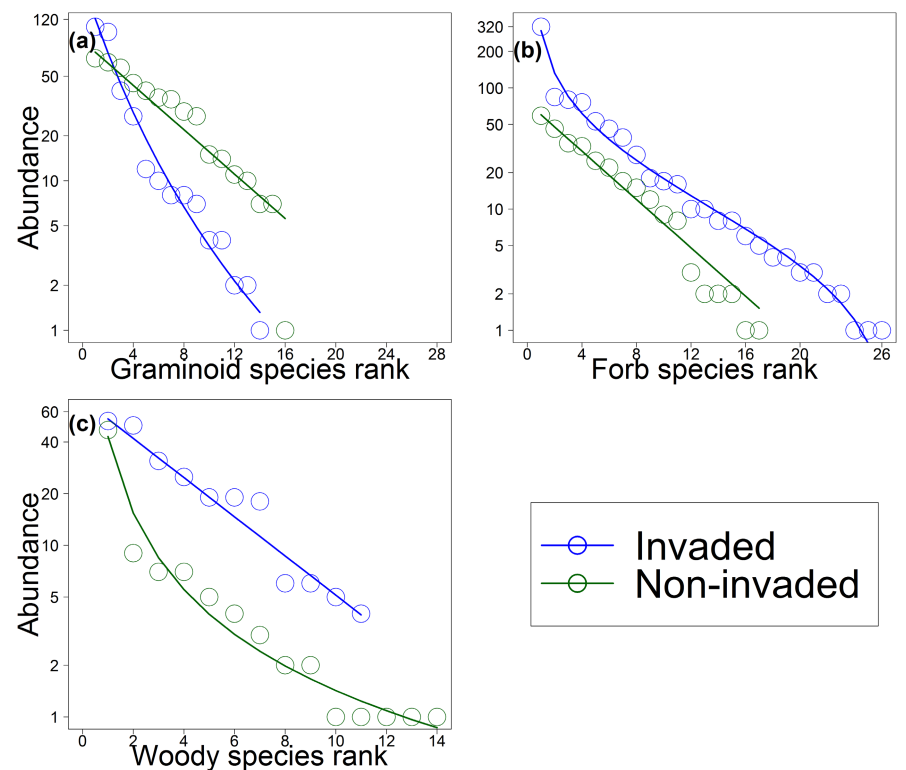 (a)
Abundance
120
50
20
10
5
2
1
0 4 8 12 16 20 24 28
Graminoid species rank
(b)
320
200
100
50
20
10
5
2
1
0 4 8 12 16 20 26
Forb species rank
(c)
Abundance
60
40
20
10
5
2
1
0 2 4 6 8 10 12 14
Woody species rank
Invaded
Non-invaded